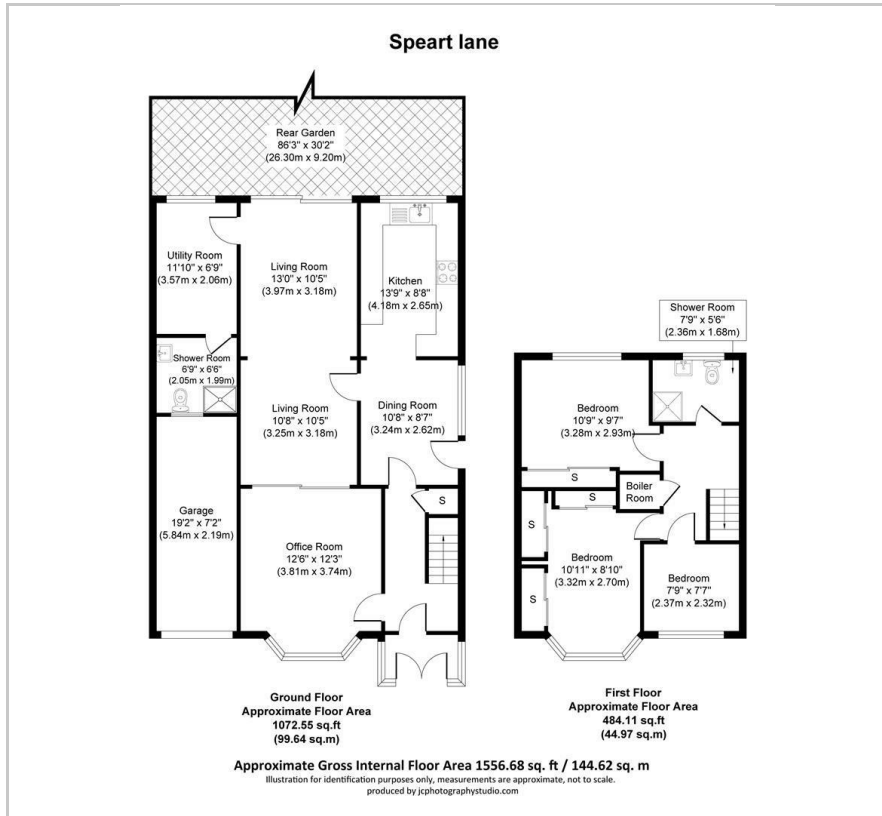 Speart lane
Rear Garden
86'3" x 30'2"
(26.30m x 9.20m)
Utility Room
11'10" x 6'9"
(3.57m x 2.06m)
Living Room
13'0" x 10'5"
(3.97m x 3.18m)
Kitchen
13'9" x 8'8"
(4.18m x 2.65m)
Shower Room
6'9" x 6'6"
(2.05m x 1.99m)
Living Room
10'8" x 10'5"
(3.25m x 3.18m)
Dining Room
10'8" x 8'7"
(3.24m x 2.62m)
S
Garage
19'2" x 7'2"
(5.84m x 2.19m)
Office Room
12'6" x 12'3"
(3.81m x 3.74m)
Ground Floor
Approximate Floor Area
1072.55 sq.ft
(99.64 sq.m)
Shower Room
7'9" x 5'6"
(2.36m x 1.68m)
Bedroom
10'9" x 9'7"
(3.28m x 2.93m)
S
Boiler
Room
S
S
Bedroom
10'11" x 8'10"
(3.32m x 2.70m)
S
Bedroom
7'9" x 7'7"
(2.37m x 2.32m)
First Floor
Approximate Floor Area
484.11 sq.ft
(44.97 sq.m)
Approximate Gross Internal Floor Area 1556.68 sq. ft / 144.62 sq. m
Illustration for identification purposes only, measurements are approximate, not to scale.
produced by jcphotographystudio.com